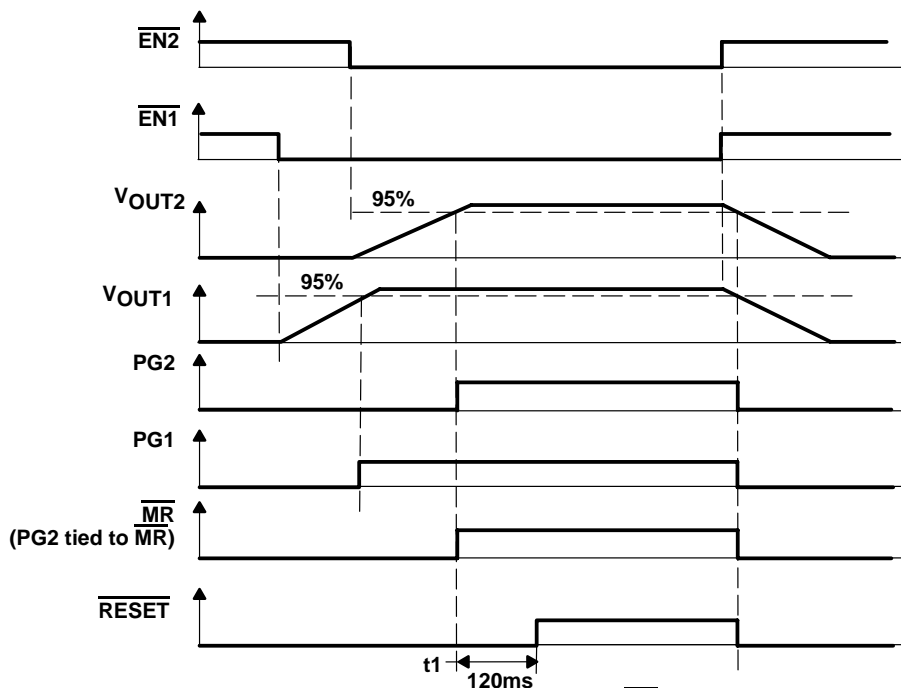 EN2
EN1
VOUT2
95%
VOUT1
95%
PG2
PG1
MR
(PG2 tied to MR)
RESET
t1
120ms